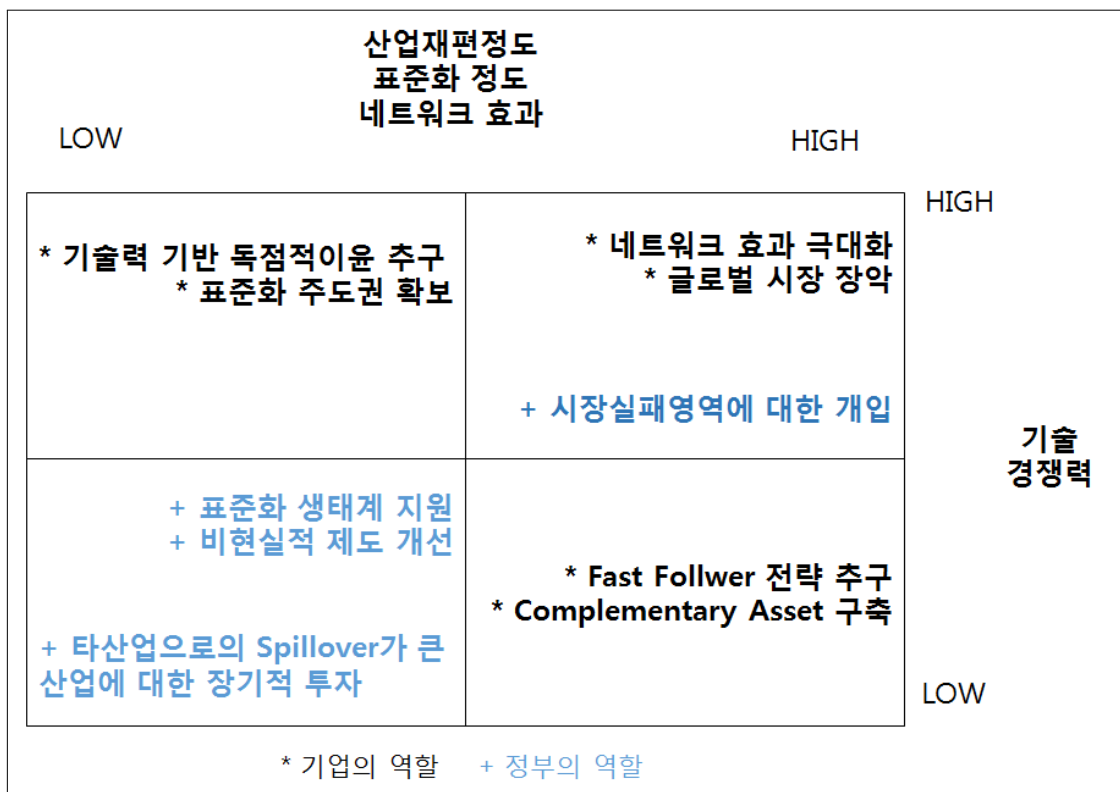 산업재편정도
표준화 정도
네트워크 효과
LOW
HIGH
HIGH
* 기술력 기반 독점적이윤 추구
* 표준화 주도권 확보
* 네트워크 효과 극대화
* 글로벌 시장 장악
+ 시장실패영역에 대한 개입
기술
경쟁력
+ 표준화 생태계 지원
+ 비현실적 제도 개선
+ 타산업으로의 Spillover가 큰
산업에 대한 장기적 투자
* Fast Follwer 전략 추구
* Complementary Asset 구축
LOW
* 기업의 역할
+ 정부의 역할